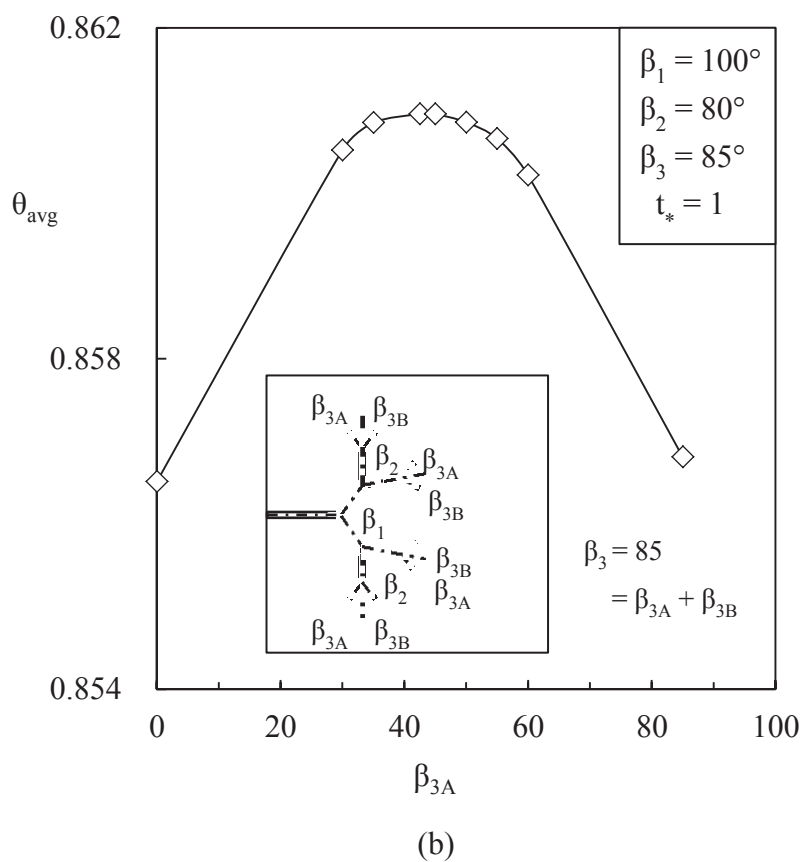 0.862
β1 = 100°
β2 = 80°
β3 = 85°
t* = 1
θavg
0.858
β3A β3B
β2 β3A
β3B
β1
β3B
β2 β3A
β3A β3B
β3 = 85
= β3A + β3B
0.854
0 20 40 60 80 100
β3A
(b)